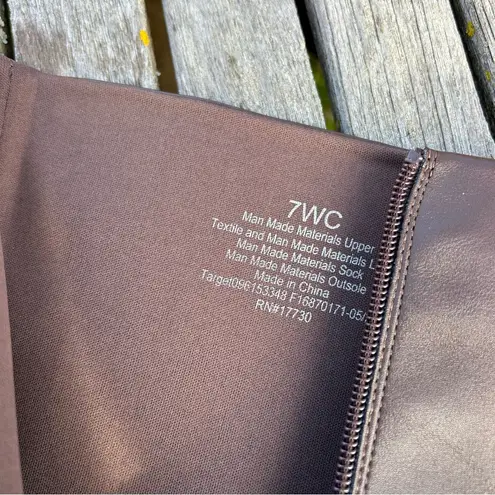 7WC
Man Made Materials Upper
Textile and Man Made Materials L
Man Made Materials Sock
Man Made Materials Outsole
Made in China
Target096153348 F16870171-05/
RN#17730